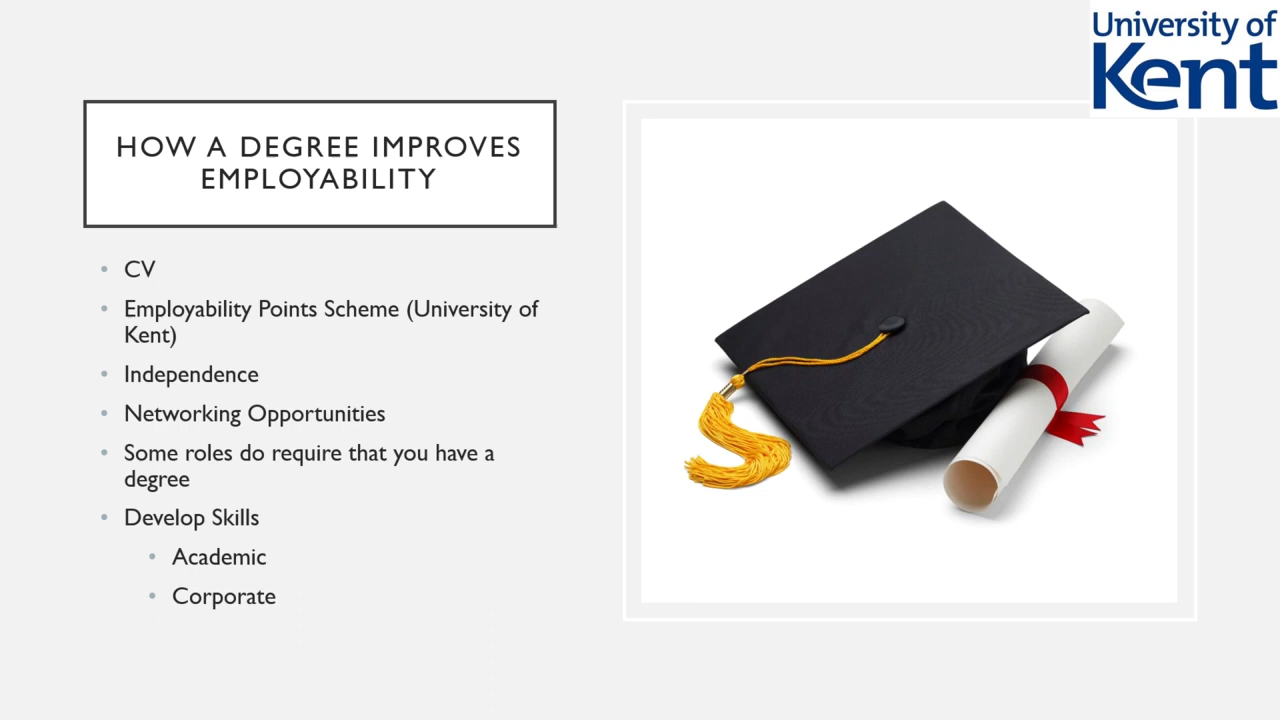 University of
Kent
HOW A DEGREE IMPROVES
EMPLOYABILITY
• CV
• Employability Points Scheme (University of
Kent)
• Independence
• Networking Opportunities
• Some roles do require that you have a
degree
• Develop Skills
• Academic
• Corporate